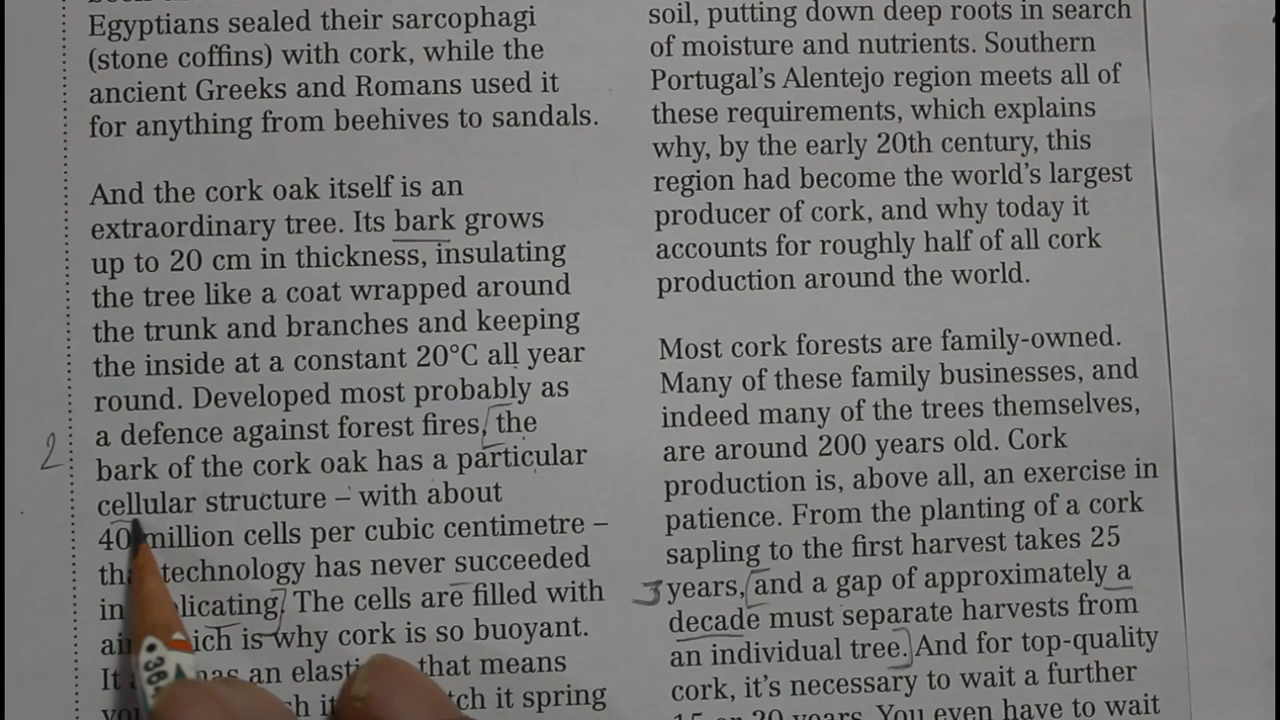 Egyptians sealed their sarcophagi
(stone coffins) with cork, while the
ancient Greeks and Romans used it
for anything from beehives to sandals.
And the cork oak itself is an
extraordinary tree. Its bark grows
up to 20 cm in thickness, insulating
the tree like a coat wrapped around
the trunk and branches and keeping
the inside at a constant 20°C all year
round. Developed most probably as
a defence against forest fires, the
2
bark of the cork oak has a particular
cellular structure – with about
40 million cells per cubic centimetre –
technology has never succeeded
in The cells are filled with
is why cork is so buoyant.
It an that means
it spring
soil, putting down deep roots in search
of moisture and nutrients. Southern
Portugal's Alentejo region meets all of
these requirements, which explains
why, by the early 20th century, this
region had become the world's largest
producer of cork, and why today it
accounts for roughly half of all cork
production around the world.
Most cork forests are family-owned.
Many of these family businesses, and
indeed many of the trees themselves,
are around 200 years old. Cork
production is, above all, an exercise in
patience. From the planting of a cork
sapling to the first harvest takes 25
3 years, and a gap of approximately a
decade must separate harvests from
an individual tree. And for top-quality
cork, it's necessary to wait a further
15 or 20 years. You even have to wait